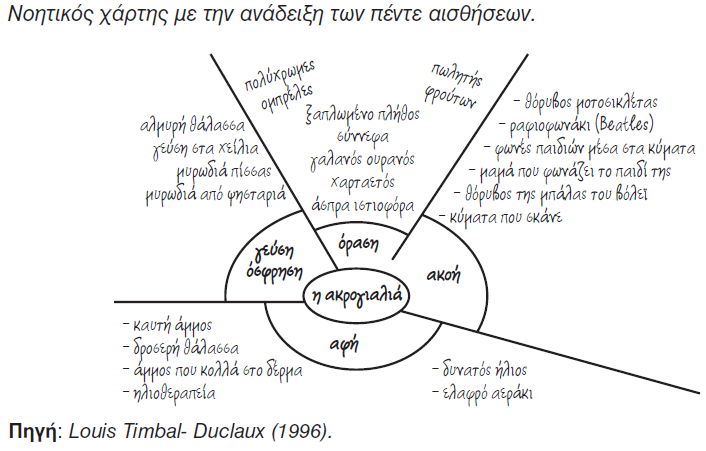 Νοητικός χάρτης με την ανάδειξη των πέντε αισθήσεων.
αλμυρή θάλασσα
γεύση στα χείλια
μυρωδιά πίσσας
μυρωδιά από ψησταριά
γεύση
όσφρηση
πολύχρωμες
ομπρέλες
ξαπλωμένο πλήθος
σύννεφα
γαλανός ουρανός
χαρταετός
άσπρα ιστιοφόρα
πωλητής
φρούτων
όραση
- θόρυβος μοτοσικλέτας
- ραφιοφωνάκι (Beatles)
- φωνές παιδιών μέσα στα κύματα
- μαμά που φωνάζει το παιδί της
- θόρυβος της μπάλας του βόλεϊ
- κύματα που σκάνε
ακοή
η ακρογιαλιά
αφή
- καυτή άμμος
- δροσερή θάλασσα
- άμμος που κολλά στο δέρμα
- ηλιοθεραπεία
- δυνατός ήλιος
- ελαφρό αεράκι
Πηγή: Louis Timbal- Duclaux (1996).